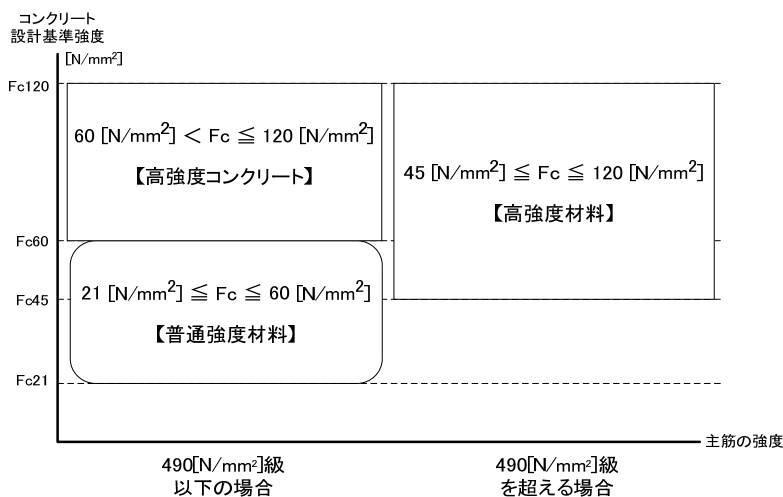 コンクリート
設計基準強度
[N/mm²]
Fc120
60 [N/mm²] < Fc ≦ 120 [N/mm²]
【高強度コンクリート】
45 [N/mm²] ≦ Fc ≦ 120 [N/mm²]
【高強度材料】
Fc60
21 [N/mm²] ≦ Fc ≦ 60 [N/mm²]
Fc45
【普通強度材料】
Fc21
主筋の強度
490[N/mm²]級
以下の場合
490[N/mm²]級
を超える場合